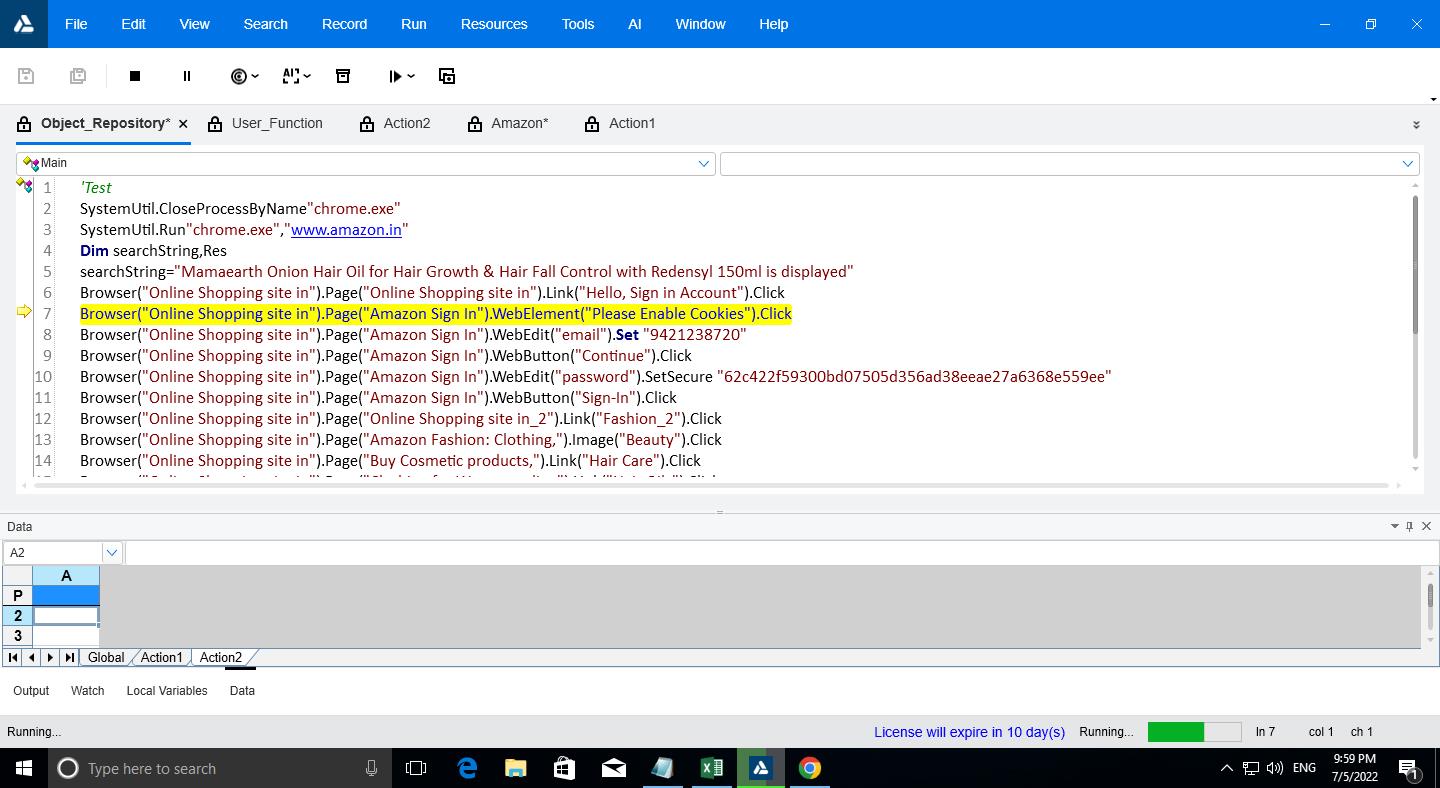 File Edit View Search Record Run Resources Tools AI Window Help
Object_Repository* User_Function Action2 Amazon* Action1
Main
1 'Test
2 SystemUtil.CloseProcessByName"chrome.exe"
3 SystemUtil.Run"chrome.exe","www.amazon.in"
4 Dim searchString,Res
5 searchString="Mamaearth Onion Hair Oil for Hair Growth & Hair Fall Control with Redensyl 150ml is displayed"
6 Browser("Online Shopping site in").Page("Online Shopping site in").Link("Hello, Sign in Account").Click
7 Browser("Online Shopping site in").Page("Amazon Sign In").WebElement("Please Enable Cookies").Click
8 Browser("Online Shopping site in").Page("Amazon Sign In").WebEdit("email").Set "9421238720"
9 Browser("Online Shopping site in").Page("Amazon Sign In").WebButton("Continue").Click
10 Browser("Online Shopping site in").Page("Amazon Sign In").WebEdit("password").SetSecure "62c422f59300bd07505d356ad38eeae27a6368e559ee"
11 Browser("Online Shopping site in").Page("Amazon Sign In").WebButton("Sign-In").Click
12 Browser("Online Shopping site in").Page("Online Shopping site in_2").Link("Fashion_2").Click
13 Browser("Online Shopping site in").Page("Amazon Fashion: Clothing,").Image("Beauty").Click
14 Browser("Online Shopping site in").Page("Buy Cosmetic products,").Link("Hair Care").Click
Data
A2
A
P
2
3
Global Action1 Action2
Output Watch Local Variables Data
Running... License will expire in 10 day(s) Running... ln 7 col 1 ch 1
Type here to search ENG 9:59 PM
7/5/2022 1